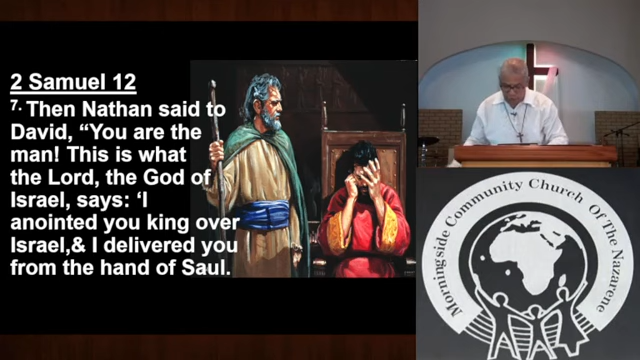 2 Samuel 12
7. Then Nathan said to
David, “You are the
man! This is what
the Lord, the God of
Israel, says: ‘I
anointed you king over
Israel,& I delivered you
from the hand of Saul.
Morningside Community Church Of The Nazarene